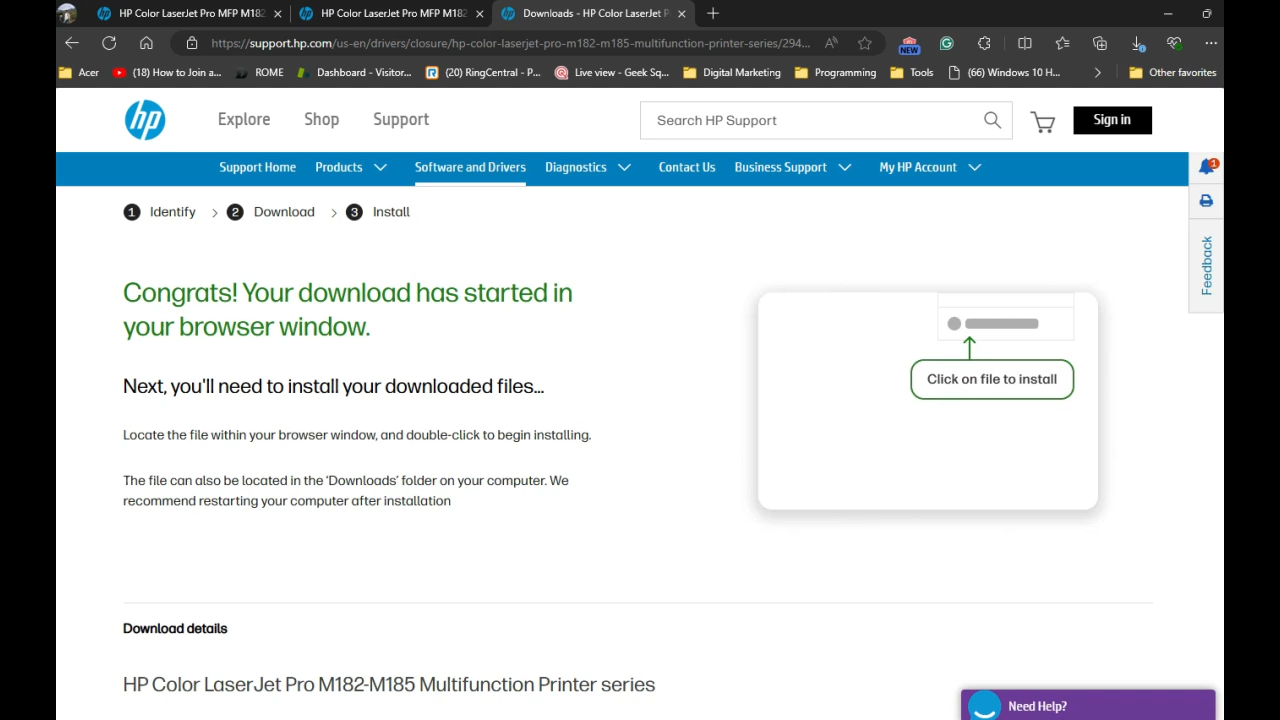 HP Color LaserJet Pro MFP M182
HP Color LaserJet Pro MFP M182
Downloads - HP Color LaserJet P
https://support.hp.com/us-en/drivers/closure/hp-color-laserjet-pro-m182-m185-multifunction-printer-series/294...
NEW
Acer
(18) How to Join a...
ROME
Dashboard - Visitor...
(20) RingCentral - P...
Live view - Geek Sq...
Digital Marketing
Programming
Tools
(66) Windows 10 H...
Other favorites
hp
Explore
Shop
Support
Search HP Support
Sign in
Support Home
Products
Software and Drivers
Diagnostics
Contact Us
Business Support
My HP Account
1
1 Identify
2 Download
3 Install
Feedback
Congrats! Your download has started in
your browser window.
Click on file to install
Next, you'll need to install your downloaded files...
Locate the file within your browser window, and double-click to begin installing.
The file can also be located in the 'Downloads' folder on your computer. We
recommend restarting your computer after installation
Download details
HP Color LaserJet Pro M182-M185 Multifunction Printer series
Need Help?